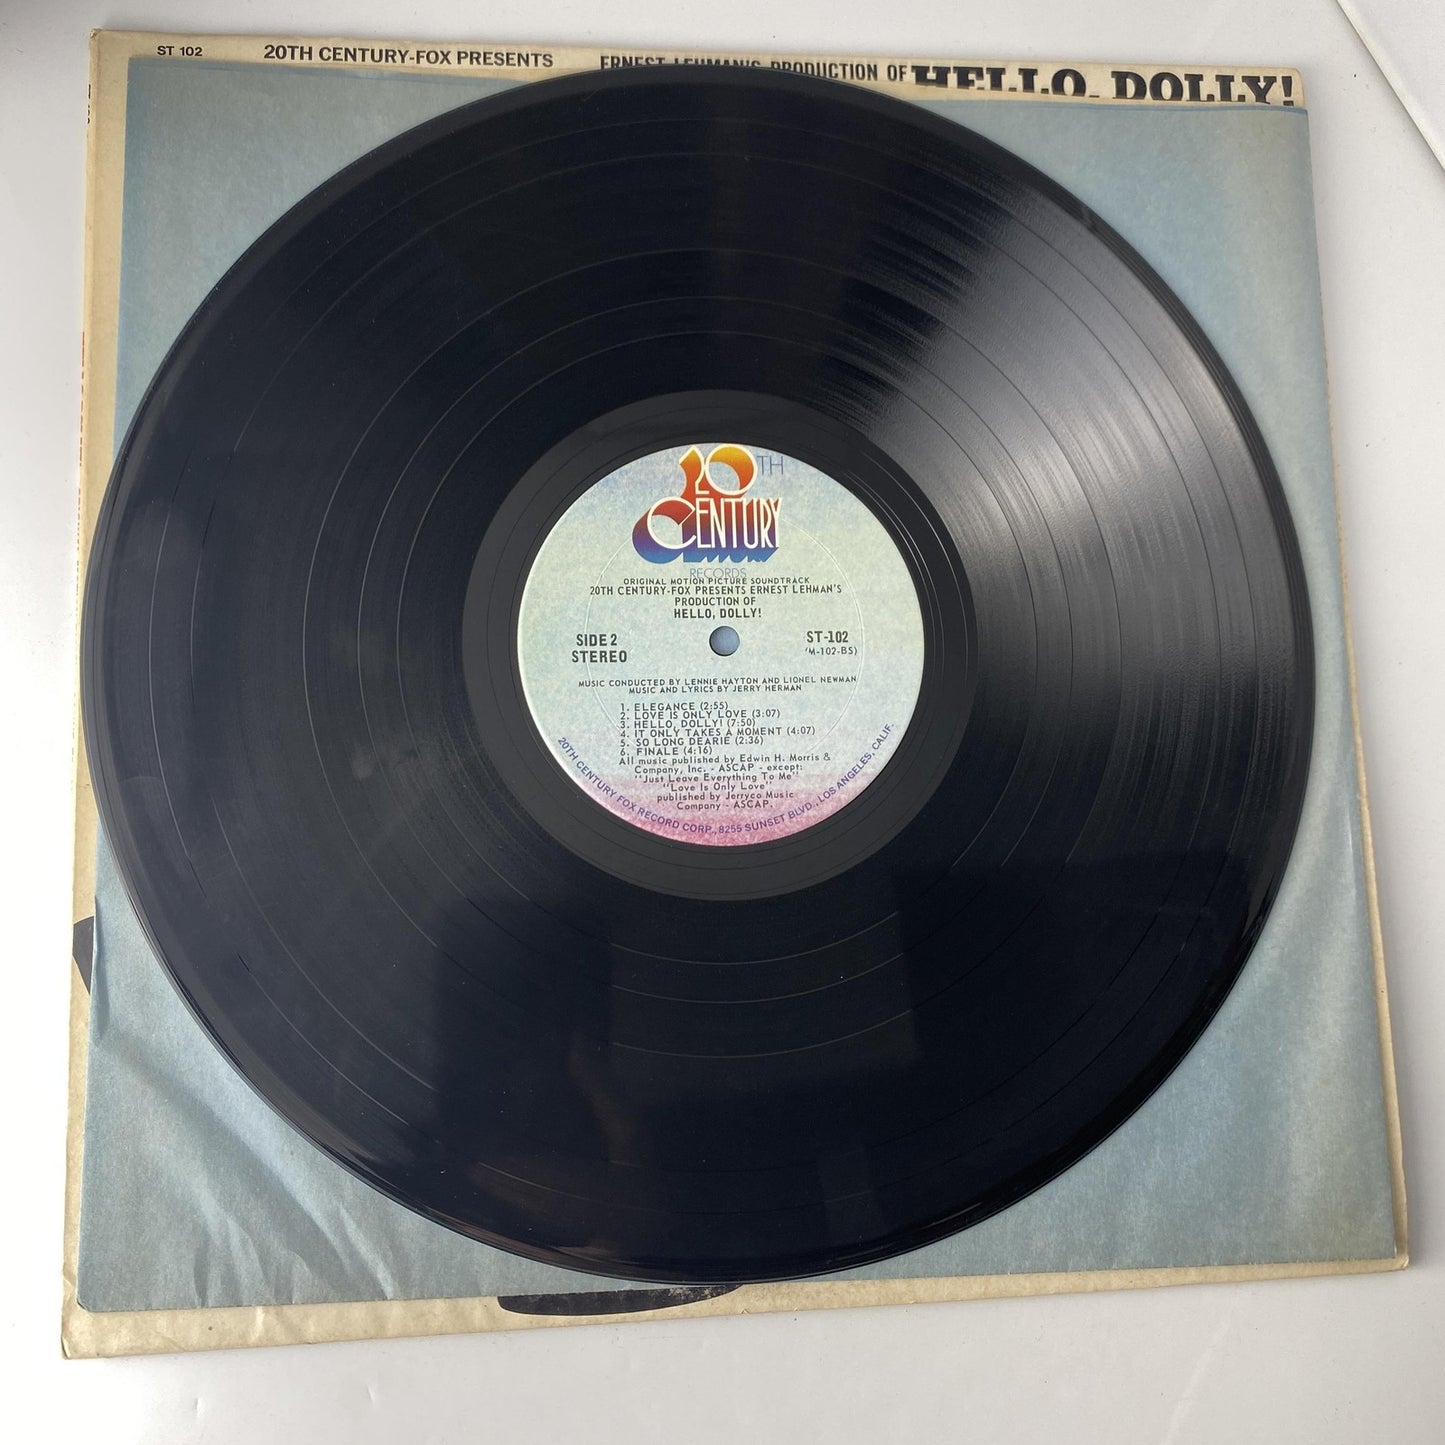 ST 102
20TH CENTURY-FOX PRESENTS
ERNEST LEHMAN'S PRODUCTION OF HELLO, DOLLY!
20TH
CENTURY
RECORDS
ORIGINAL MOTION PICTURE SOUNDTRACK
20TH CENTURY-FOX PRESENTS ERNEST LEHMAN'S
PRODUCTION OF
HELLO, DOLLY!
SIDE 2
STEREO
ST-102
(M-102-BS)
MUSIC CONDUCTED BY LENNIE HAYTON AND LIONEL NEWMAN
MUSIC AND LYRICS BY JERRY HERMAN
1. ELEGANCE (2:55)
2. LOVE IS ONLY LOVE (3:07)
3. HELLO, DOLLY! (7:50)
4. IT ONLY TAKES A MOMENT (4:07)
5. SO LONG DEARIE (2:36)
6. FINALE (4:16)
All music published by Edwin H. Morris &
Company, Inc. - ASCAP - except:
"Just Leave Everything To Me"
"Love Is Only Love"
published by Jerryco Music
Company - ASCAP.
20TH CENTURY FOX RECORD CORP., 8255 SUNSET BLVD., LOS ANGELES, CALIF.